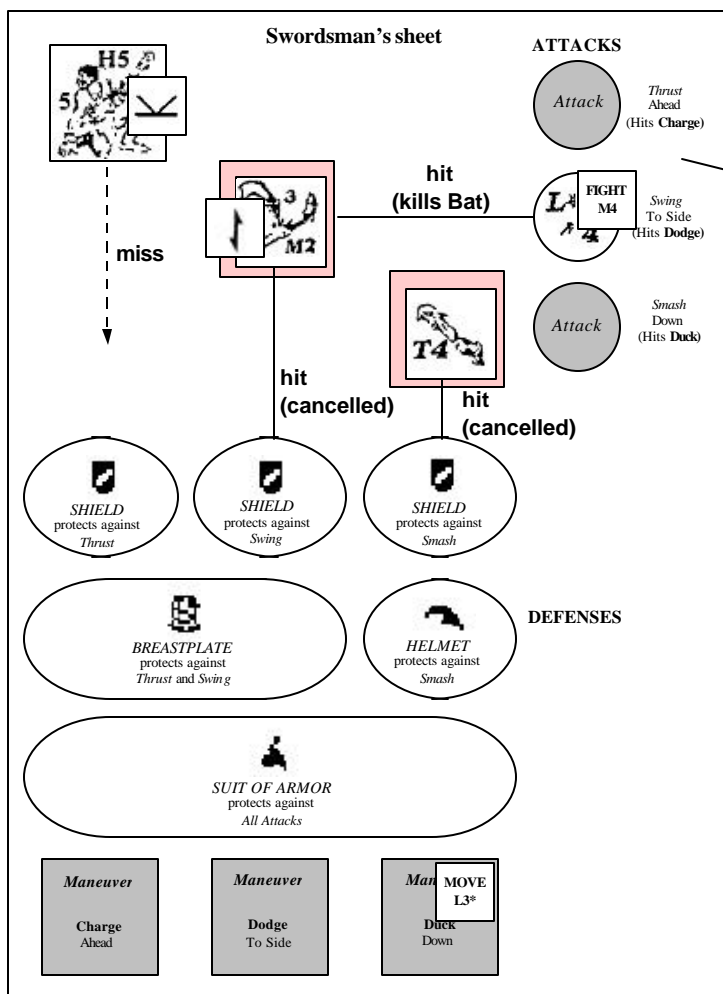 Swordsman's sheet
ATTACKS
H5
5
Attack
Thrust
Ahead
(Hits Charge)
miss
3
M2
hit
(kills Bat)
L
4
FIGHT
M4
Swing
To Side
(Hits Dodge)
T4
Attack
Smash
Down
(Hits Duck)
hit
(cancelled)
hit
(cancelled)
SHIELD
protects against
Thrust
SHIELD
protects against
Swing
SHIELD
protects against
Smash
BREASTPLATE
protects against
Thrust and Swing
HELMET
protects against
Smash
DEFENSES
SUIT OF ARMOR
protects against
All Attacks
Maneuver
Charge
Ahead
Maneuver
Dodge
To Side
Man
MOVE
L3*
Duck
Down